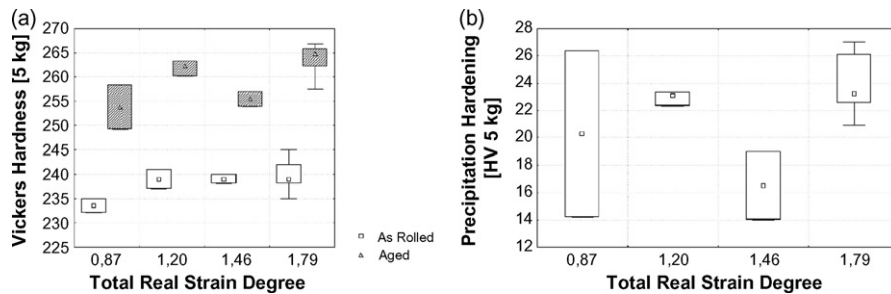 (a)
Vickers Hardness [5 kg]
270
265
260
255
250
245
240
235
230
225
0,87 1,20 1,46 1,79
Total Real Strain Degree
As Rolled
Aged
(b)
Precipitation Hardening
[HV 5 kg]
28
26
24
22
20
18
16
14
12
0,87 1,20 1,46 1,79
Total Real Strain Degree